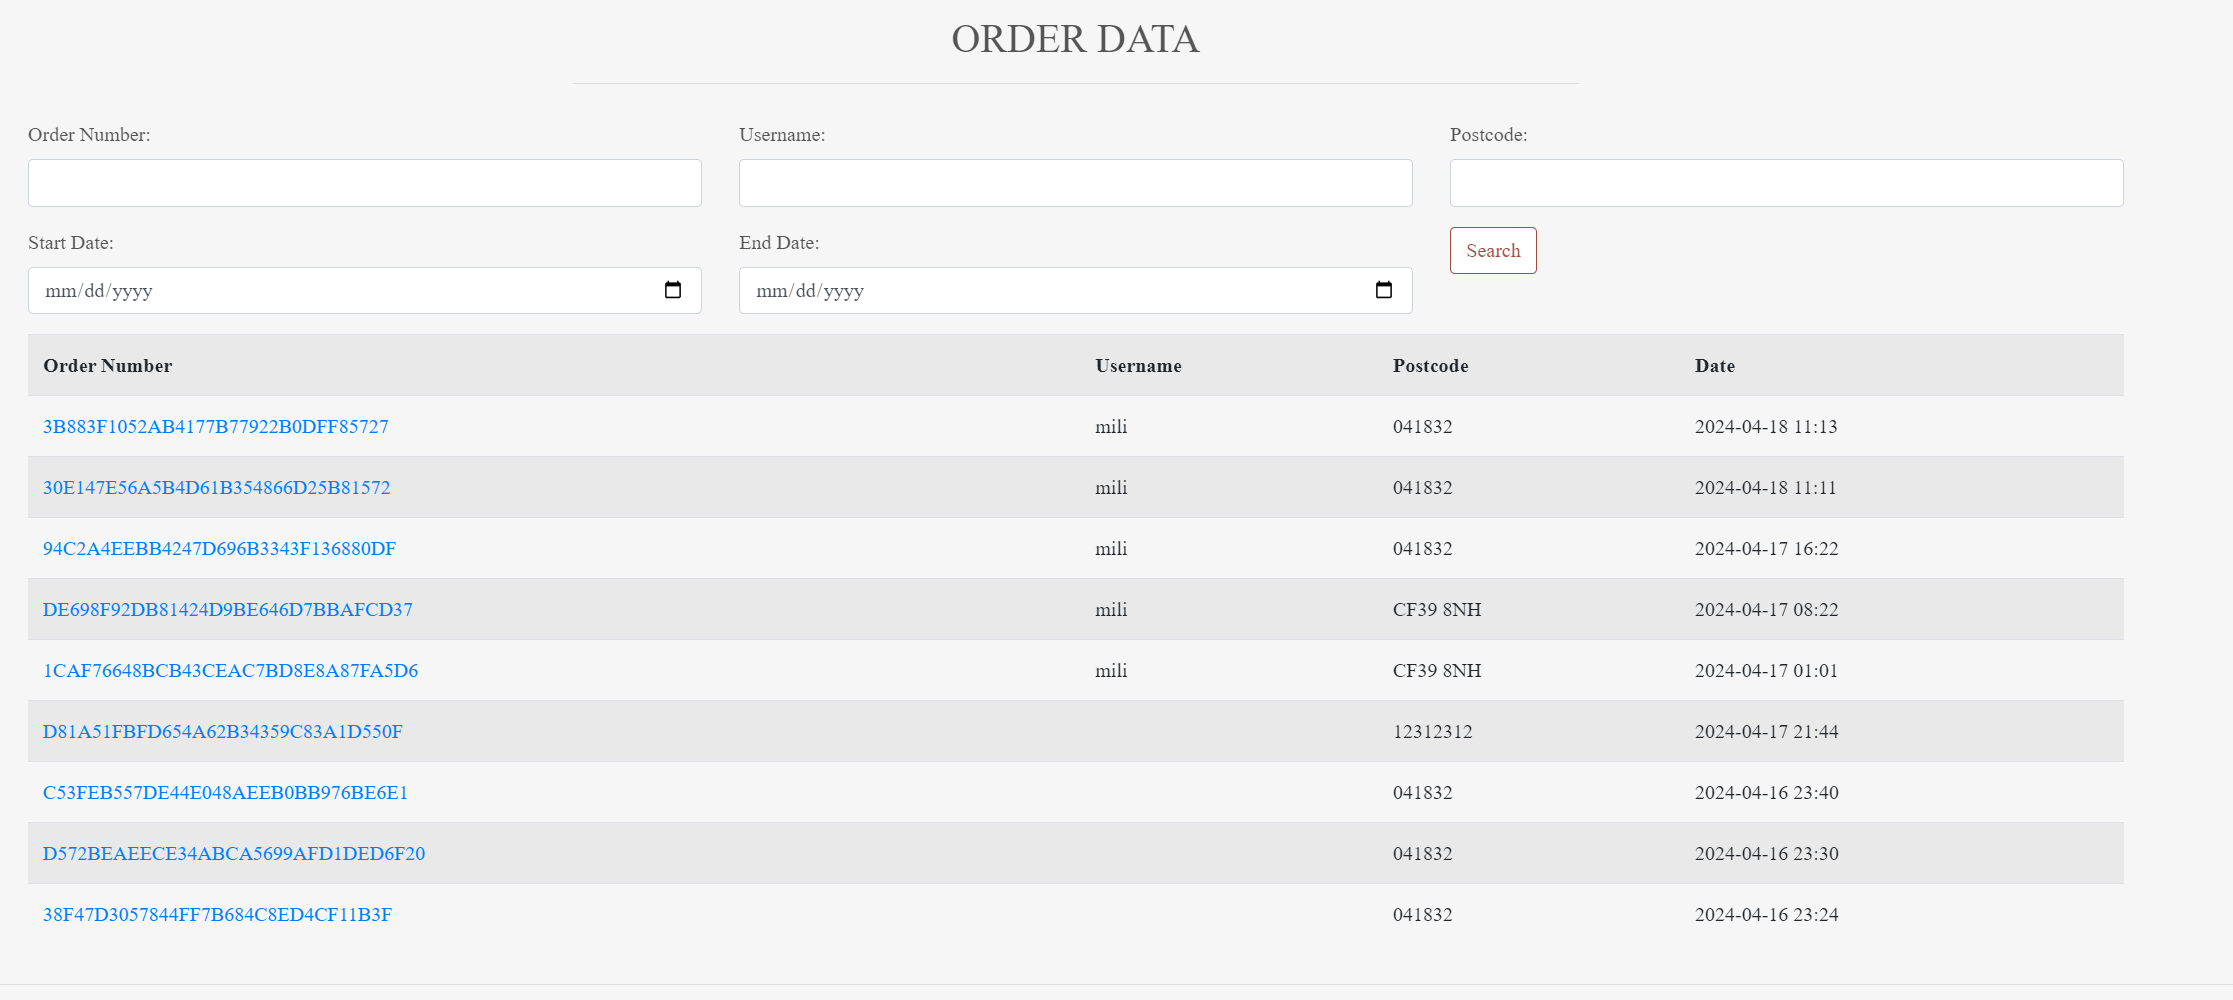 ORDER DATA
Order Number: Username: Postcode:
Start Date: End Date: Search
mm/dd/yyyy mm/dd/yyyy
Order Number Username Postcode Date
3B883F1052AB4177B77922B0DFF85727 mili 041832 2024-04-18 11:13
30E147E56A5B4D61B354866D25B81572 mili 041832 2024-04-18 11:11
94C2A4EEBB4247D696B3343F136880DF mili 041832 2024-04-17 16:22
DE698F92DB81424D9BE646D7BBAFCD37 mili CF39 8NH 2024-04-17 08:22
1CAF76648BCB43CEAC7BD8E8A87FA5D6 mili CF39 8NH 2024-04-17 01:01
D81A51FBFD654A62B34359C83A1D550F 12312312 2024-04-17 21:44
C53FEB557DE44E048AEEB0BB976BE6E1 041832 2024-04-16 23:40
D572BEAEECE34ABCA5699AFD1DED6F20 041832 2024-04-16 23:30
38F47D3057844FF7B684C8ED4CF11B3F 041832 2024-04-16 23:24